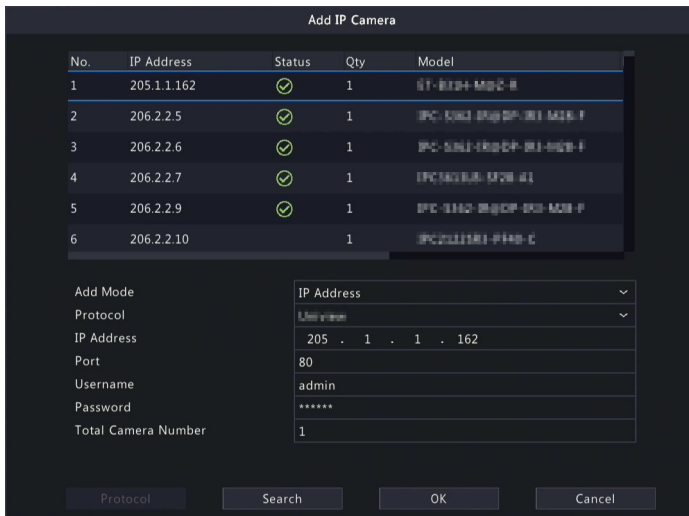 Add IP Camera
No. IP Address Status Qty Model
1 205.1.1.162 1
2 206.2.2.5 1
3 206.2.2.6 1
4 206.2.2.7 1
5 206.2.2.9 1
6 206.2.2.10 1
Add Mode IP Address
Protocol
IP Address 205 . 1 . 1 . 162
Port 80
Username admin
Password ******
Total Camera Number 1
Protocol Search OK Cancel